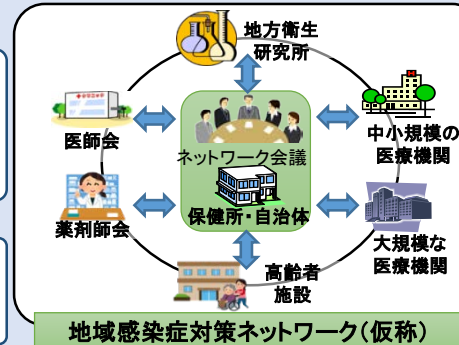 地方衛生
研究所
医師会
ネットワーク会議
中小規模の
医療機関
薬剤師会
保健所・自治体
大規模な
医療機関
高齢者
施設
地域感染症対策ネットワーク(仮称)